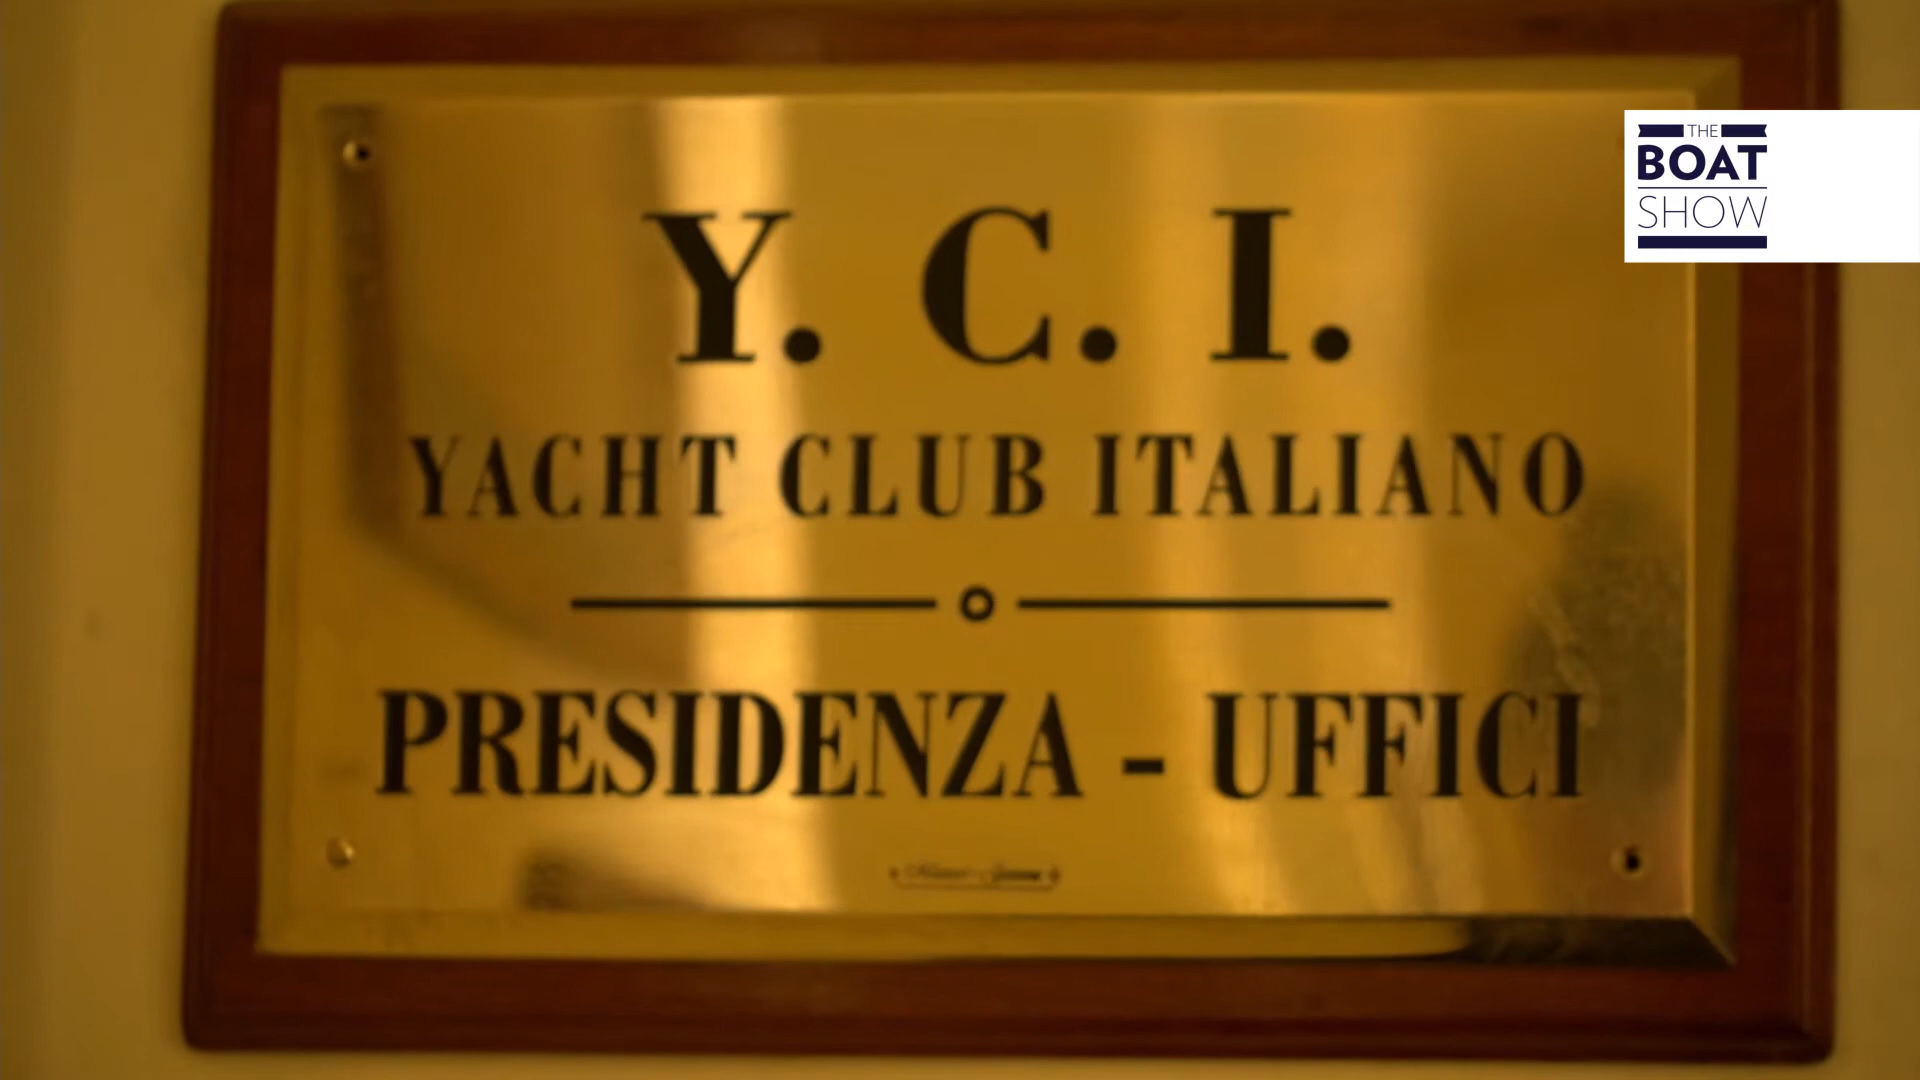 Y. C. I.
YACHT CLUB ITALIANO
PRESIDENZA - UFFICI
THE
BOAT
SHOW